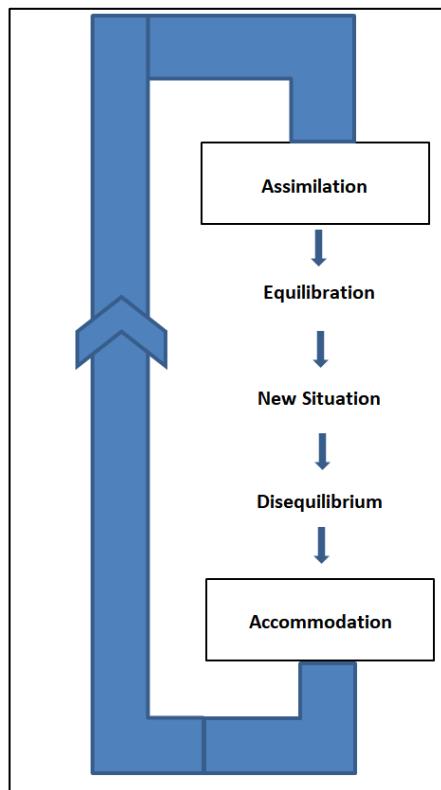 Assimilation
Equilibration
New Situation
Disequilibrium
Accommodation